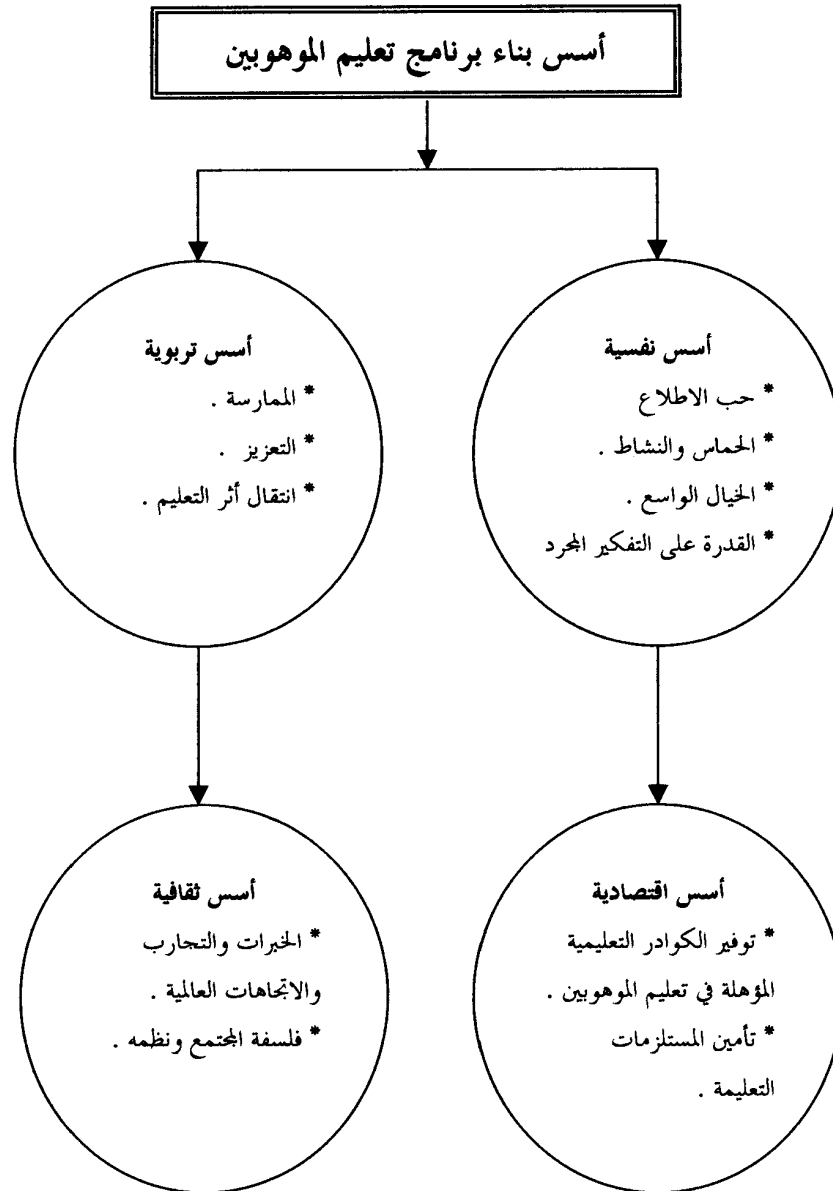 أسس بناء برنامج تعليم الموهوبين
أسس نفسية
* حب الاطلاع
* الحماس والنشاط .
* الخيال الواسع .
* القدرة على التفكير المجرد
أسس تربوية
* الممارسة .
* التعزيز .
* انتقال أثر التعليم .
أسس اقتصادية
* توفير الكوادر التعليمية
المؤهلة في تعليم الموهوبين .
* تأمين المستلزمات
التعليمة .
أسس ثقافية
* الخبرات والتجارب
والاتجاهات العالمية .
* فلسفة المجتمع ونظمه .